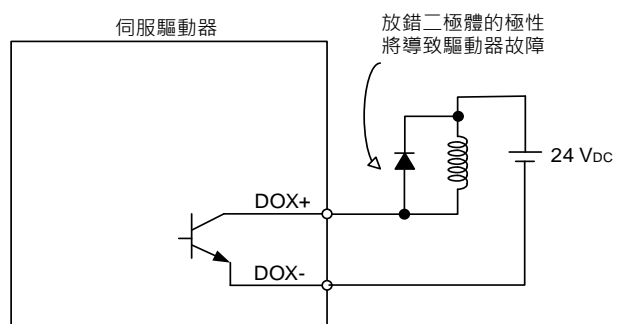 伺服驅動器
放錯二極體的極性
將導致驅動器故障
24 VDC
DOX+
DOX-